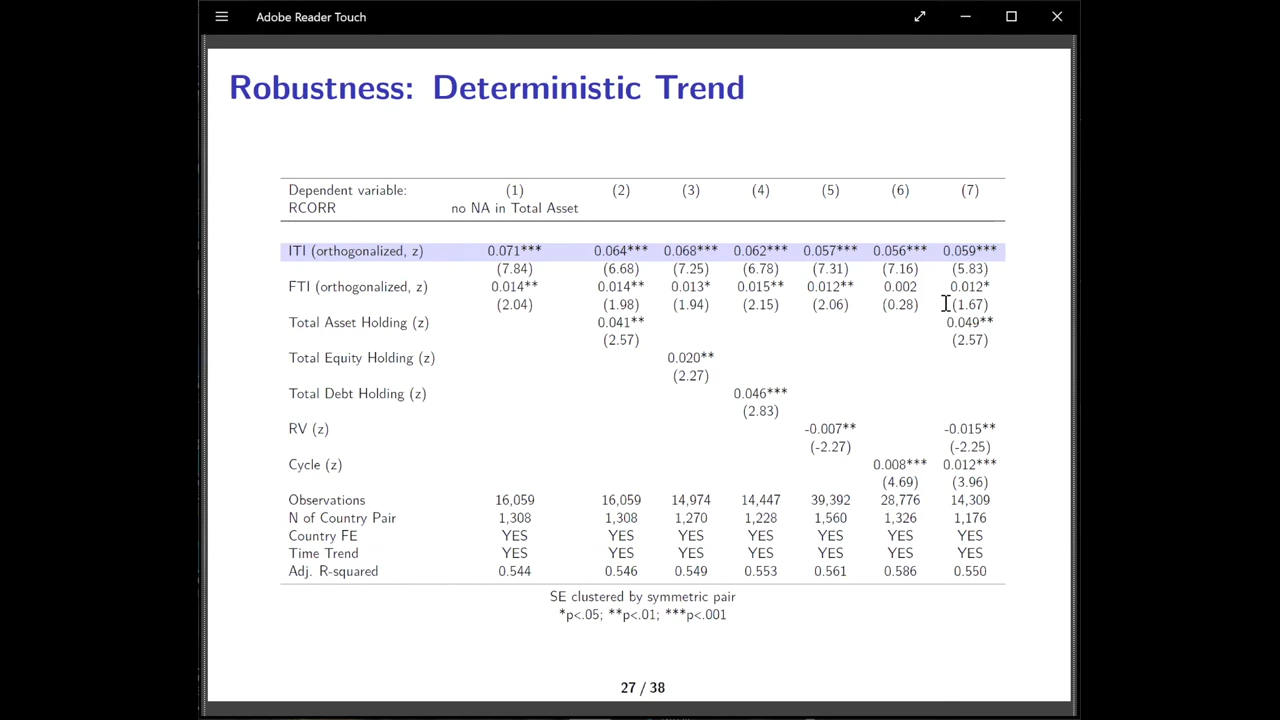 Adobe Reader Touch
Robustness: Deterministic Trend
Dependent variable: (1) (2) (3) (4) (5) (6) (7)
RCORR no NA in Total Asset
ITI (orthogonalized, z) 0.071*** 0.064*** 0.068*** 0.062*** 0.057*** 0.056*** 0.059***
(7.84) (6.68) (7.25) (6.78) (7.31) (7.16) (5.83)
FTI (orthogonalized, z) 0.014** 0.014** 0.013* 0.015** 0.012** 0.002 0.012*
(2.04) (1.98) (1.94) (2.15) (2.06) (0.28) (1.67)
Total Asset Holding (z) 0.041** 0.049**
(2.57) (2.57)
Total Equity Holding (z) 0.020**
(2.27)
Total Debt Holding (z) 0.046***
(2.83)
RV (z) -0.007** -0.015**
(-2.27) (-2.25)
Cycle (z) 0.008*** 0.012***
(4.69) (3.96)
Observations 16,059 16,059 14,974 14,447 39,392 28,776 14,309
N of Country Pair 1,308 1,308 1,270 1,228 1,560 1,326 1,176
Country FE YES YES YES YES YES YES YES
Time Trend YES YES YES YES YES YES YES
Adj. R-squared 0.544 0.546 0.549 0.553 0.561 0.586 0.550
SE clustered by symmetric pair
*p<.05; **p<.01; ***p<.001
27 / 38